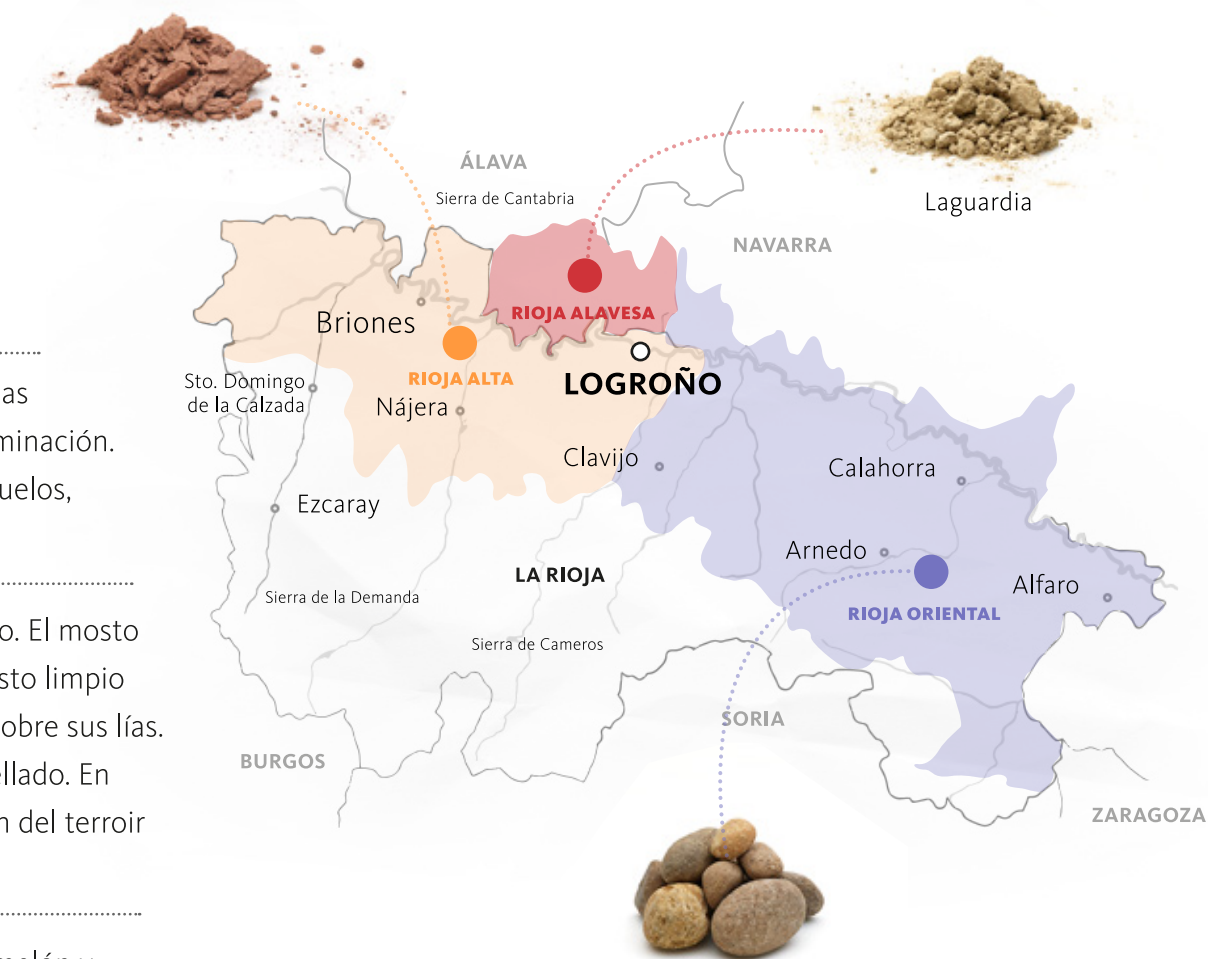 ÁLAVA
Sierra de Cantabria
Laguardia
NAVARRA
RIOJA ALAVESA
Briones
LOGROÑO
RIOJA ALTA
Sto. Domingo
de la Calzada
Nájera
Clavijo
Calahorra
Ezcaray
Arnedo
LA RIOJA
Alfaro
Sierra de la Demanda
RIOJA ORIENTAL
Sierra de Cameros
SORIA
BURGOS
ZARAGOZA
as
minación.
uelos,
o. El mosto
sto limpio
obre sus lías.
ellado. En
n del terroir